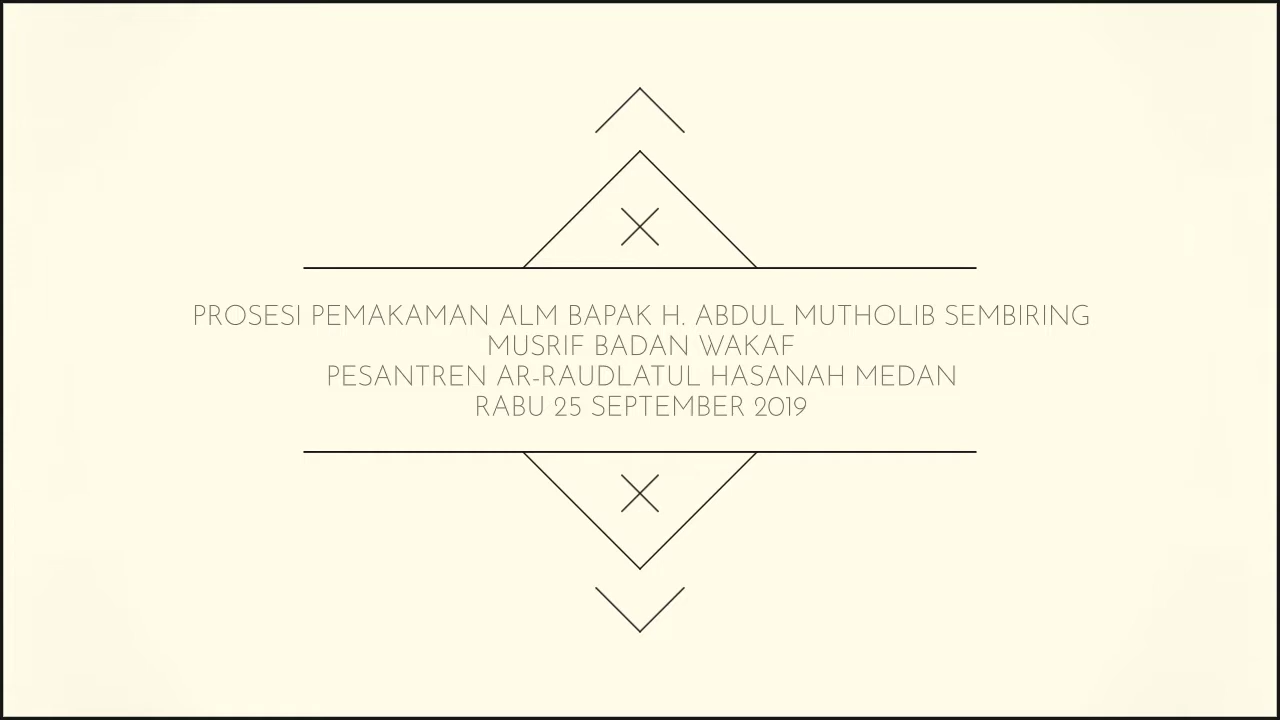 PROSESI PEMAKAMAN ALM BAPAK H. ABDUL MUTHOLIB SEMBIRING
MUSRIF BADAN WAKAF
PESANTREN AR-RAUDLATUL HASANAH MEDAN
RABU 25 SEPTEMBER 2019